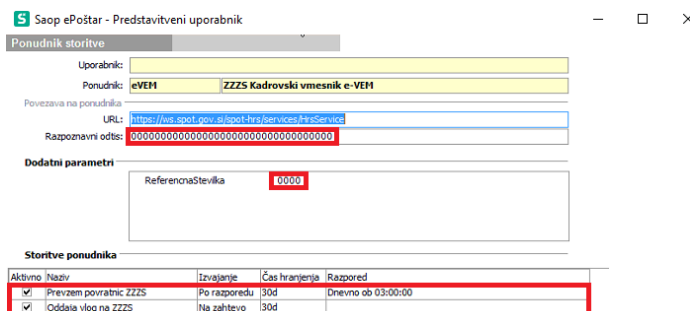 Saop ePoštar - Predstavitveni uporabnik
Ponudnik storitve
Uporabnik:
Ponudnik: eVEM ZZZS Kadrovski vmesnik e-VEM
Povezava na ponudnika
URL: https://ws.spot.gov.si/spot-hrs/services/HrsService
Razpoznavni odtis: 0000000000000000000000000000000000000000
Dodatni parametri
ReferencnaStevilka 0000
Storitve ponudnika
Aktivno Naziv Izvajanje Čas hranjenja Razpored
Prevzem povratnic ZZZS Po razporedu 30d Dnevno ob 03:00:00
Oddaja vlog na ZZZS Na zahtevo 30d